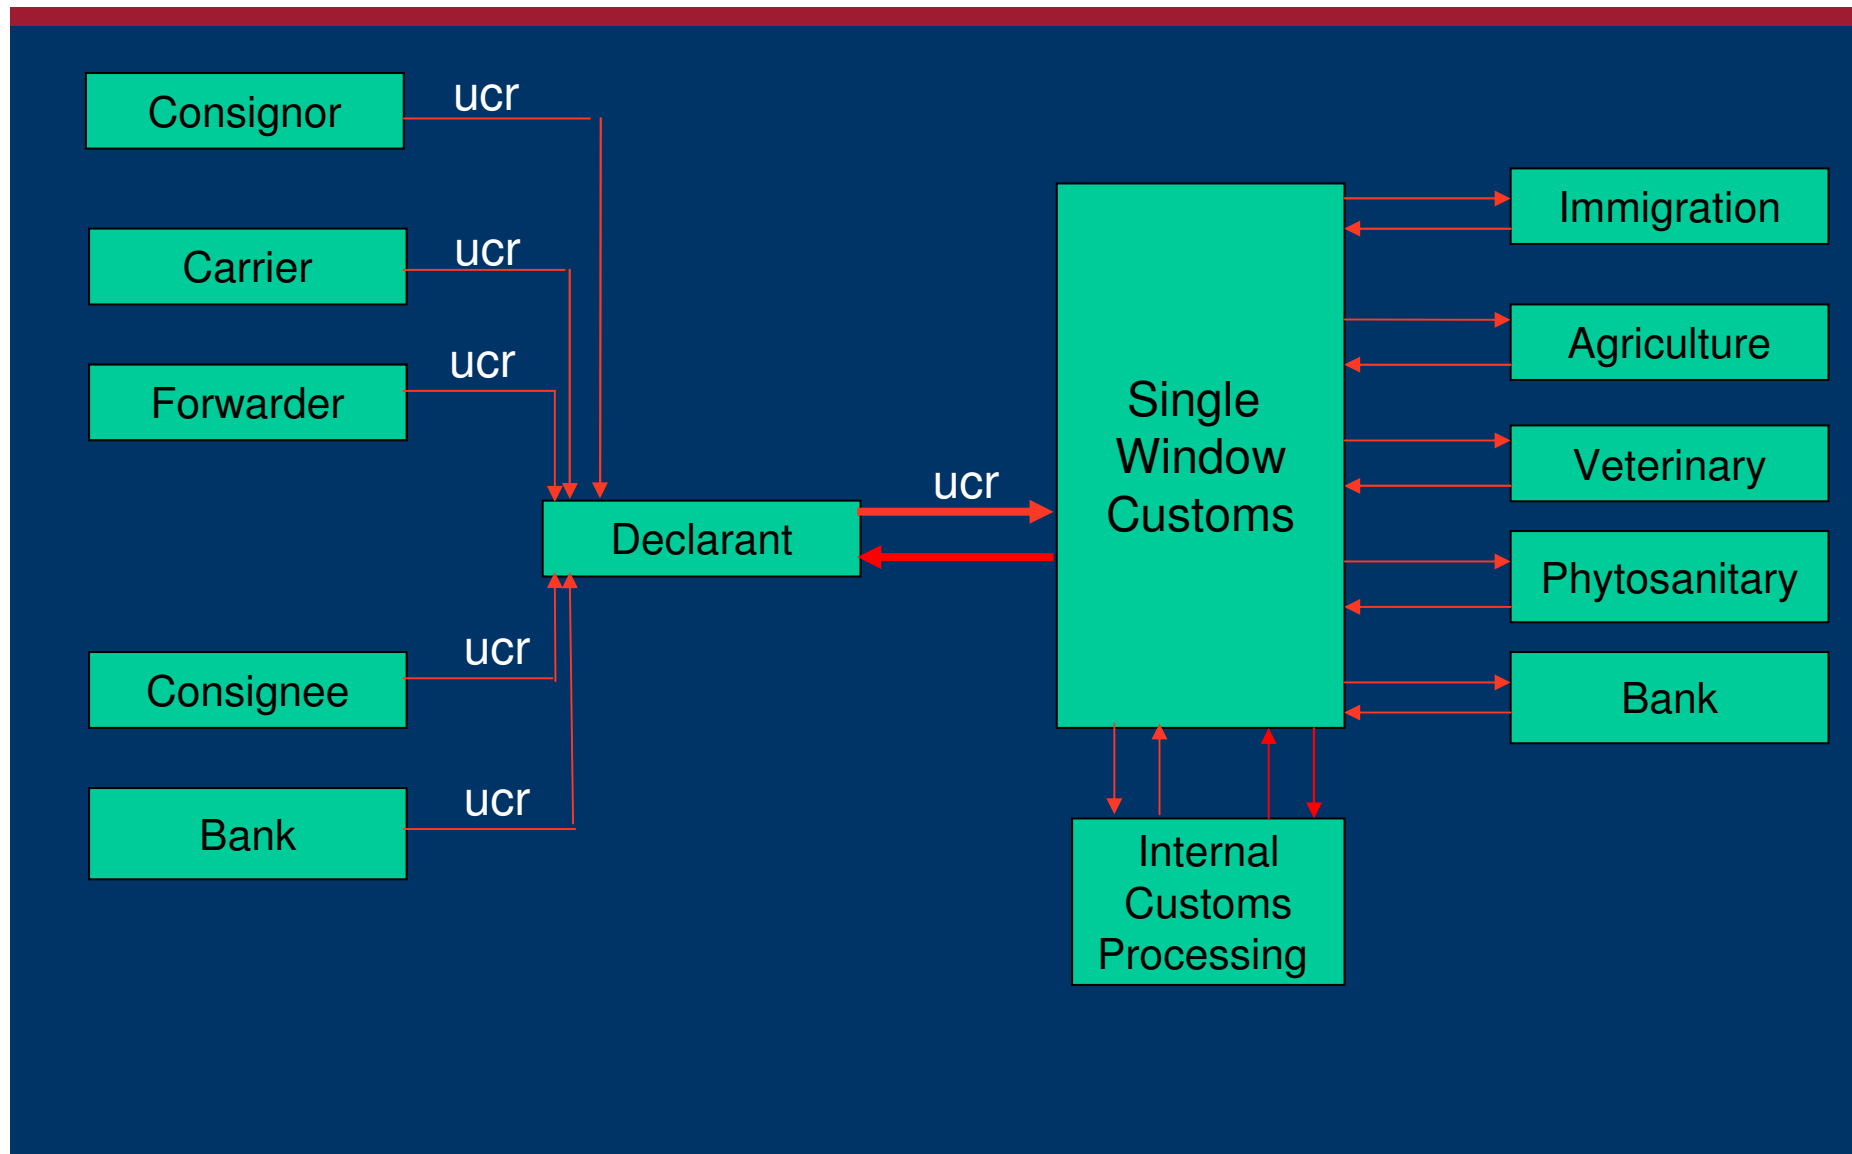 Consignor
ucr
Carrier
ucr
Forwarder
ucr
Declarant
ucr
Consignee
ucr
Bank
ucr
Single
Window
Customs
Internal
Customs
Processing
Immigration
Agriculture
Veterinary
Phytosanitary
Bank